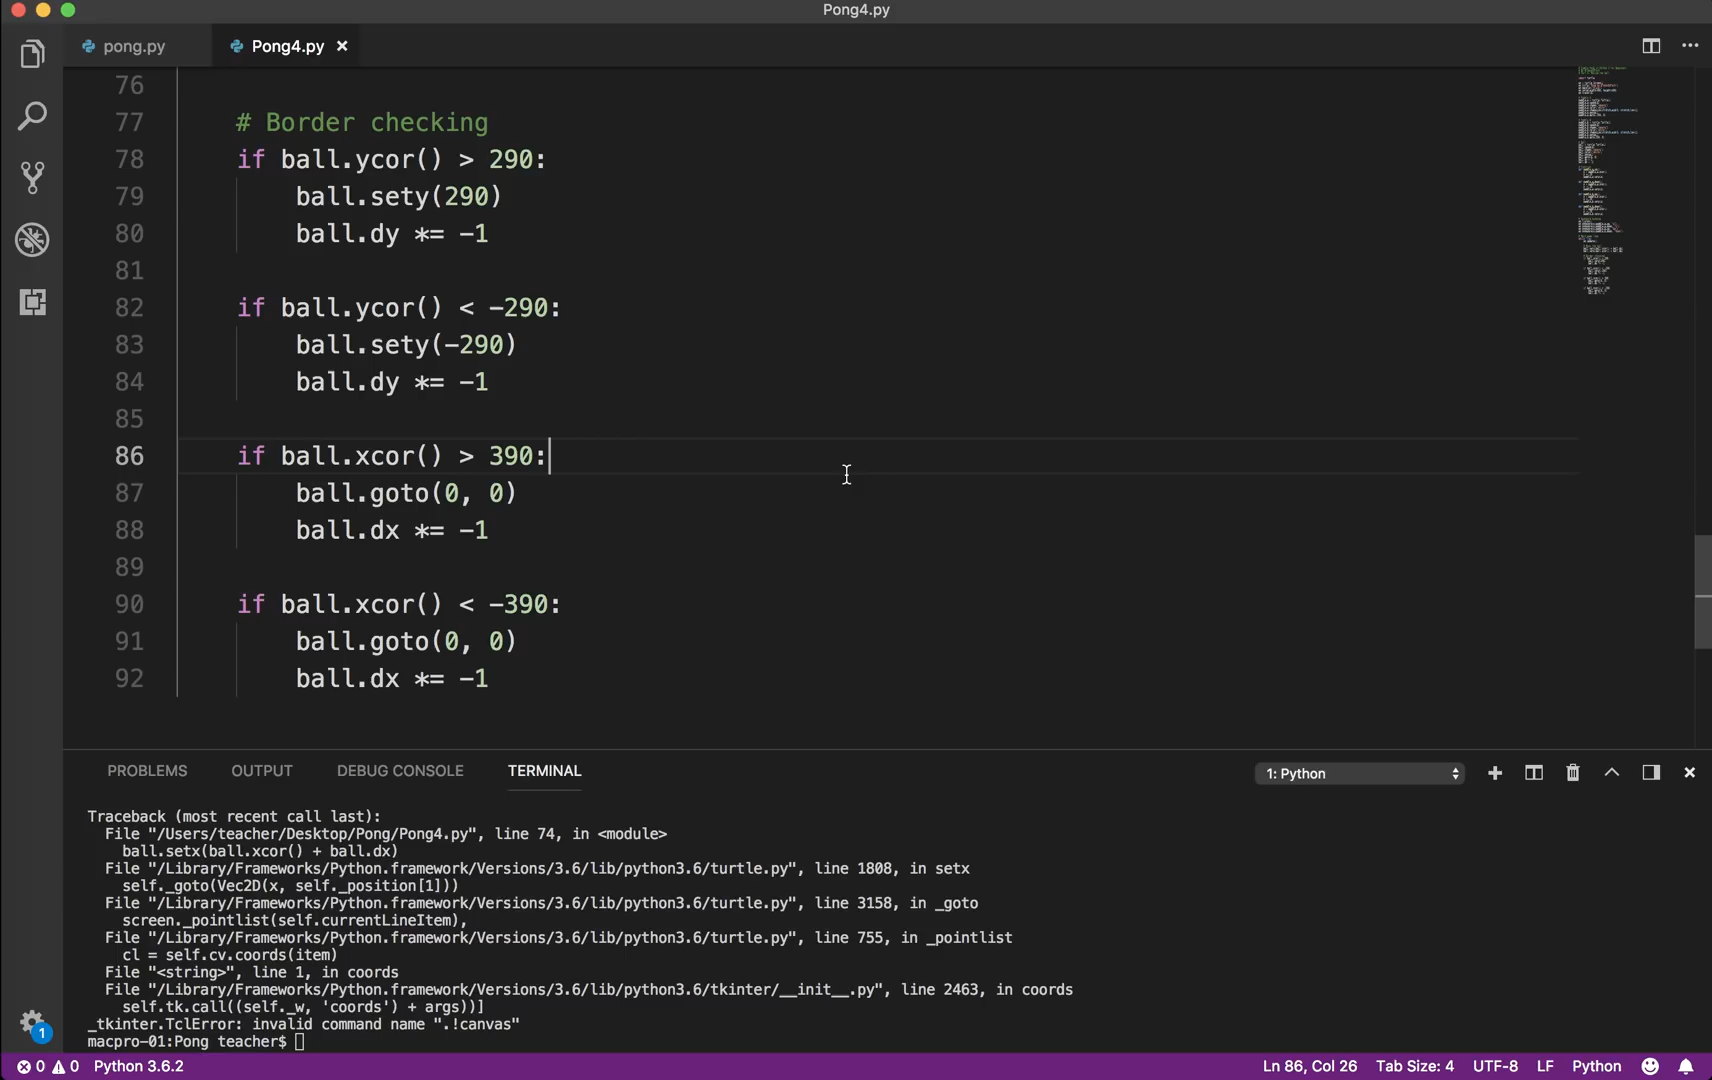 Pong4.py
pong.py
Pong4.py ×
76
77 # Border checking
78 if ball.ycor() > 290:
79 ball.sety(290)
80 ball.dy *= -1
81
82 if ball.ycor() < -290:
83 ball.sety(-290)
84 ball.dy *= -1
85
86 if ball.xcor() > 390:
87 ball.goto(0, 0)
88 ball.dx *= -1
89
90 if ball.xcor() < -390:
91 ball.goto(0, 0)
92 ball.dx *= -1
PROBLEMS OUTPUT DEBUG CONSOLE TERMINAL 1: Python
Traceback (most recent call last):
File "/Users/teacher/Desktop/Pong/Pong4.py", line 74, in <module>
ball.setx(ball.xcor() + ball.dx)
File "/Library/Frameworks/Python.framework/Versions/3.6/lib/python3.6/turtle.py", line 1808, in setx
self._goto(Vec2D(x, self._position[1]))
File "/Library/Frameworks/Python.framework/Versions/3.6/lib/python3.6/turtle.py", line 3158, in _goto
screen._pointlist(self.currentLineItem),
File "/Library/Frameworks/Python.framework/Versions/3.6/lib/python3.6/turtle.py", line 755, in _pointlist
cl = self.cv.coords(item)
File "<string>", line 1, in coords
File "/Library/Frameworks/Python.framework/Versions/3.6/lib/python3.6/tkinter/__init__.py", line 2463, in coords
self.tk.call((self._w, 'coords') + args))]
_tkinter.TclError: invalid command name ".!canvas"
macpro-01:Pong teacher$
1
0 0 Python 3.6.2 Ln 86, Col 26 Tab Size: 4 UTF-8 LF Python